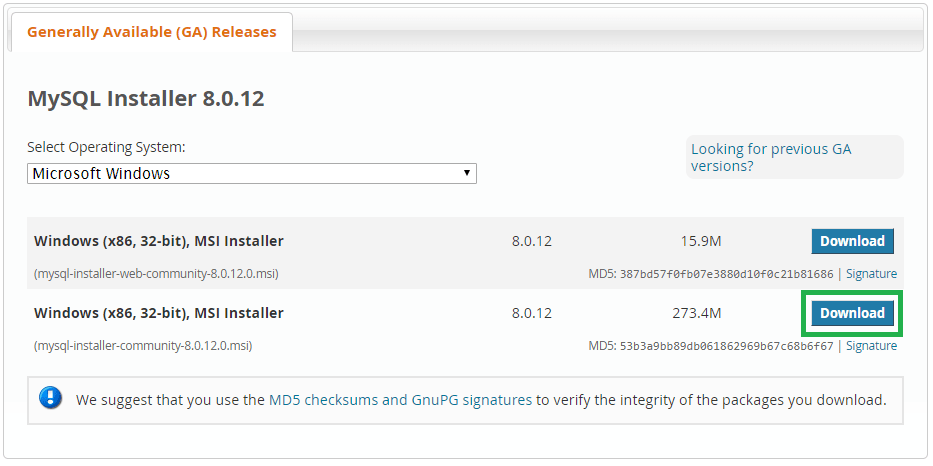 Generally Available (GA) Releases
MySQL Installer 8.0.12
Select Operating System:
Looking for previous GA
versions?
Microsoft Windows
Windows (x86, 32-bit), MSI Installer 8.0.12 15.9M Download
(mysql-installer-web-community-8.0.12.0.msi) MD5: 387bd57f0fb07e3880d10f0c21b81686 | Signature
Windows (x86, 32-bit), MSI Installer 8.0.12 273.4M Download
(mysql-installer-community-8.0.12.0.msi) MD5: 53b3a9bb89db061862969b67c68b6f67 | Signature
We suggest that you use the MD5 checksums and GnuPG signatures to verify the integrity of the packages you download.